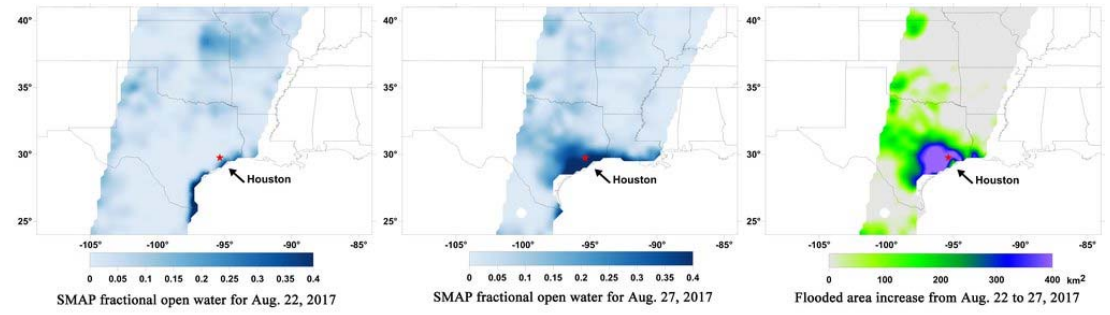 40°
35°
30°
25°
Houston
-105 -100 -95 -90 -85
0 0.05 0.1 0.15 0.2 0.25 0.3 0.35 0.4
SMAP fractional open water for Aug. 22, 2017
40°
35°
30°
25°
Houston
-105 -100 -95 -90 -85
0 0.05 0.1 0.15 0.2 0.25 0.3 0.35 0.4
SMAP fractional open water for Aug. 27, 2017
40°
35°
30°
25°
Houston
-105 -100 -95 -90 -85
0 100 200 300 400 km²
Flooded area increase from Aug. 22 to 27, 2017